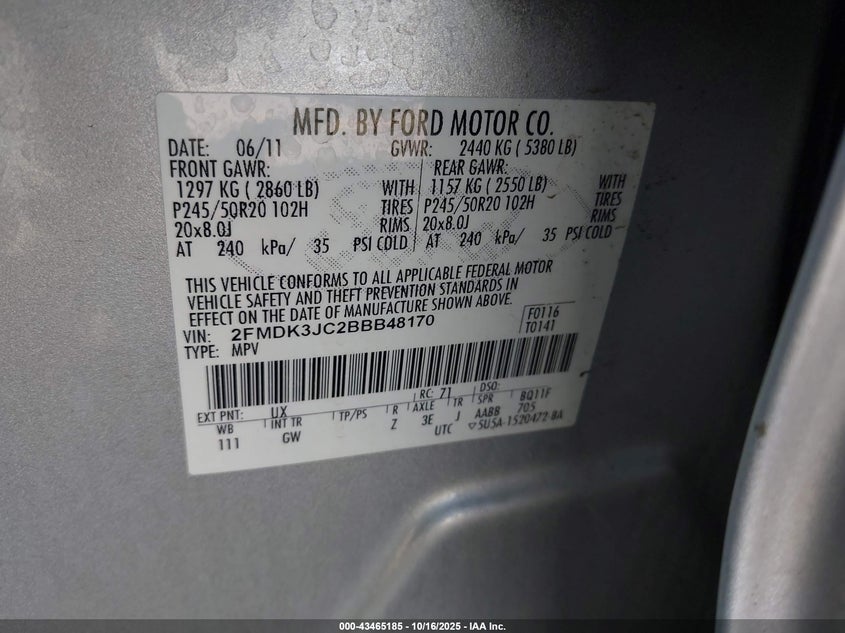 MFD. BY FORD MOTOR CO.
DATE: 06/11 GVWR: 2440 KG ( 5380 LB)
FRONT GAWR: REAR GAWR:
1297 KG ( 2860 LB) WITH 1157 KG ( 2550 LB) WITH
P245/50R20 102H TIRES P245/50R20 102H TIRES
20x8.0J RIMS 20x8.0J RIMS
AT 240 kPa/ 35 PSI COLD AT 240 kPa/ 35 PSI COLD
THIS VEHICLE CONFORMS TO ALL APPLICABLE FEDERAL MOTOR
VEHICLE SAFETY AND THEFT PREVENTION STANDARDS IN
EFFECT ON THE DATE OF MANUFACTURE SHOWN ABOVE.
VIN: 2FMDK3JC2BBB48170 F0116
TYPE: MPV T0141
EXT PNT: UX RC: 71 DSO:
WB INT TR TP/PS R AXLE TR SPR BQ11F
111 GW Z 3E J AABB 705
UTC ▽5U5A-1520472-BA
000-43465185 - 10/16/2025 - IAA Inc.